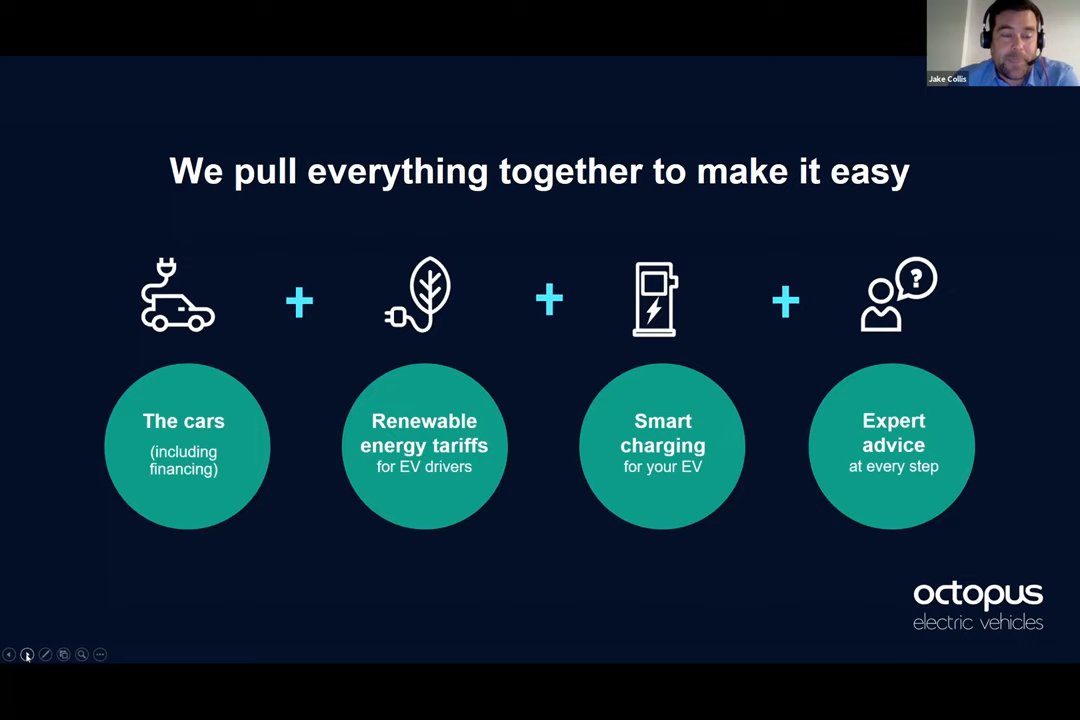 Jake Collis
We pull everything together to make it easy
?
The cars
(including
financing)
Renewable
energy tariffs
for EV drivers
Smart
charging
for your EV
Expert
advice
at every step
octopus
electric vehicles